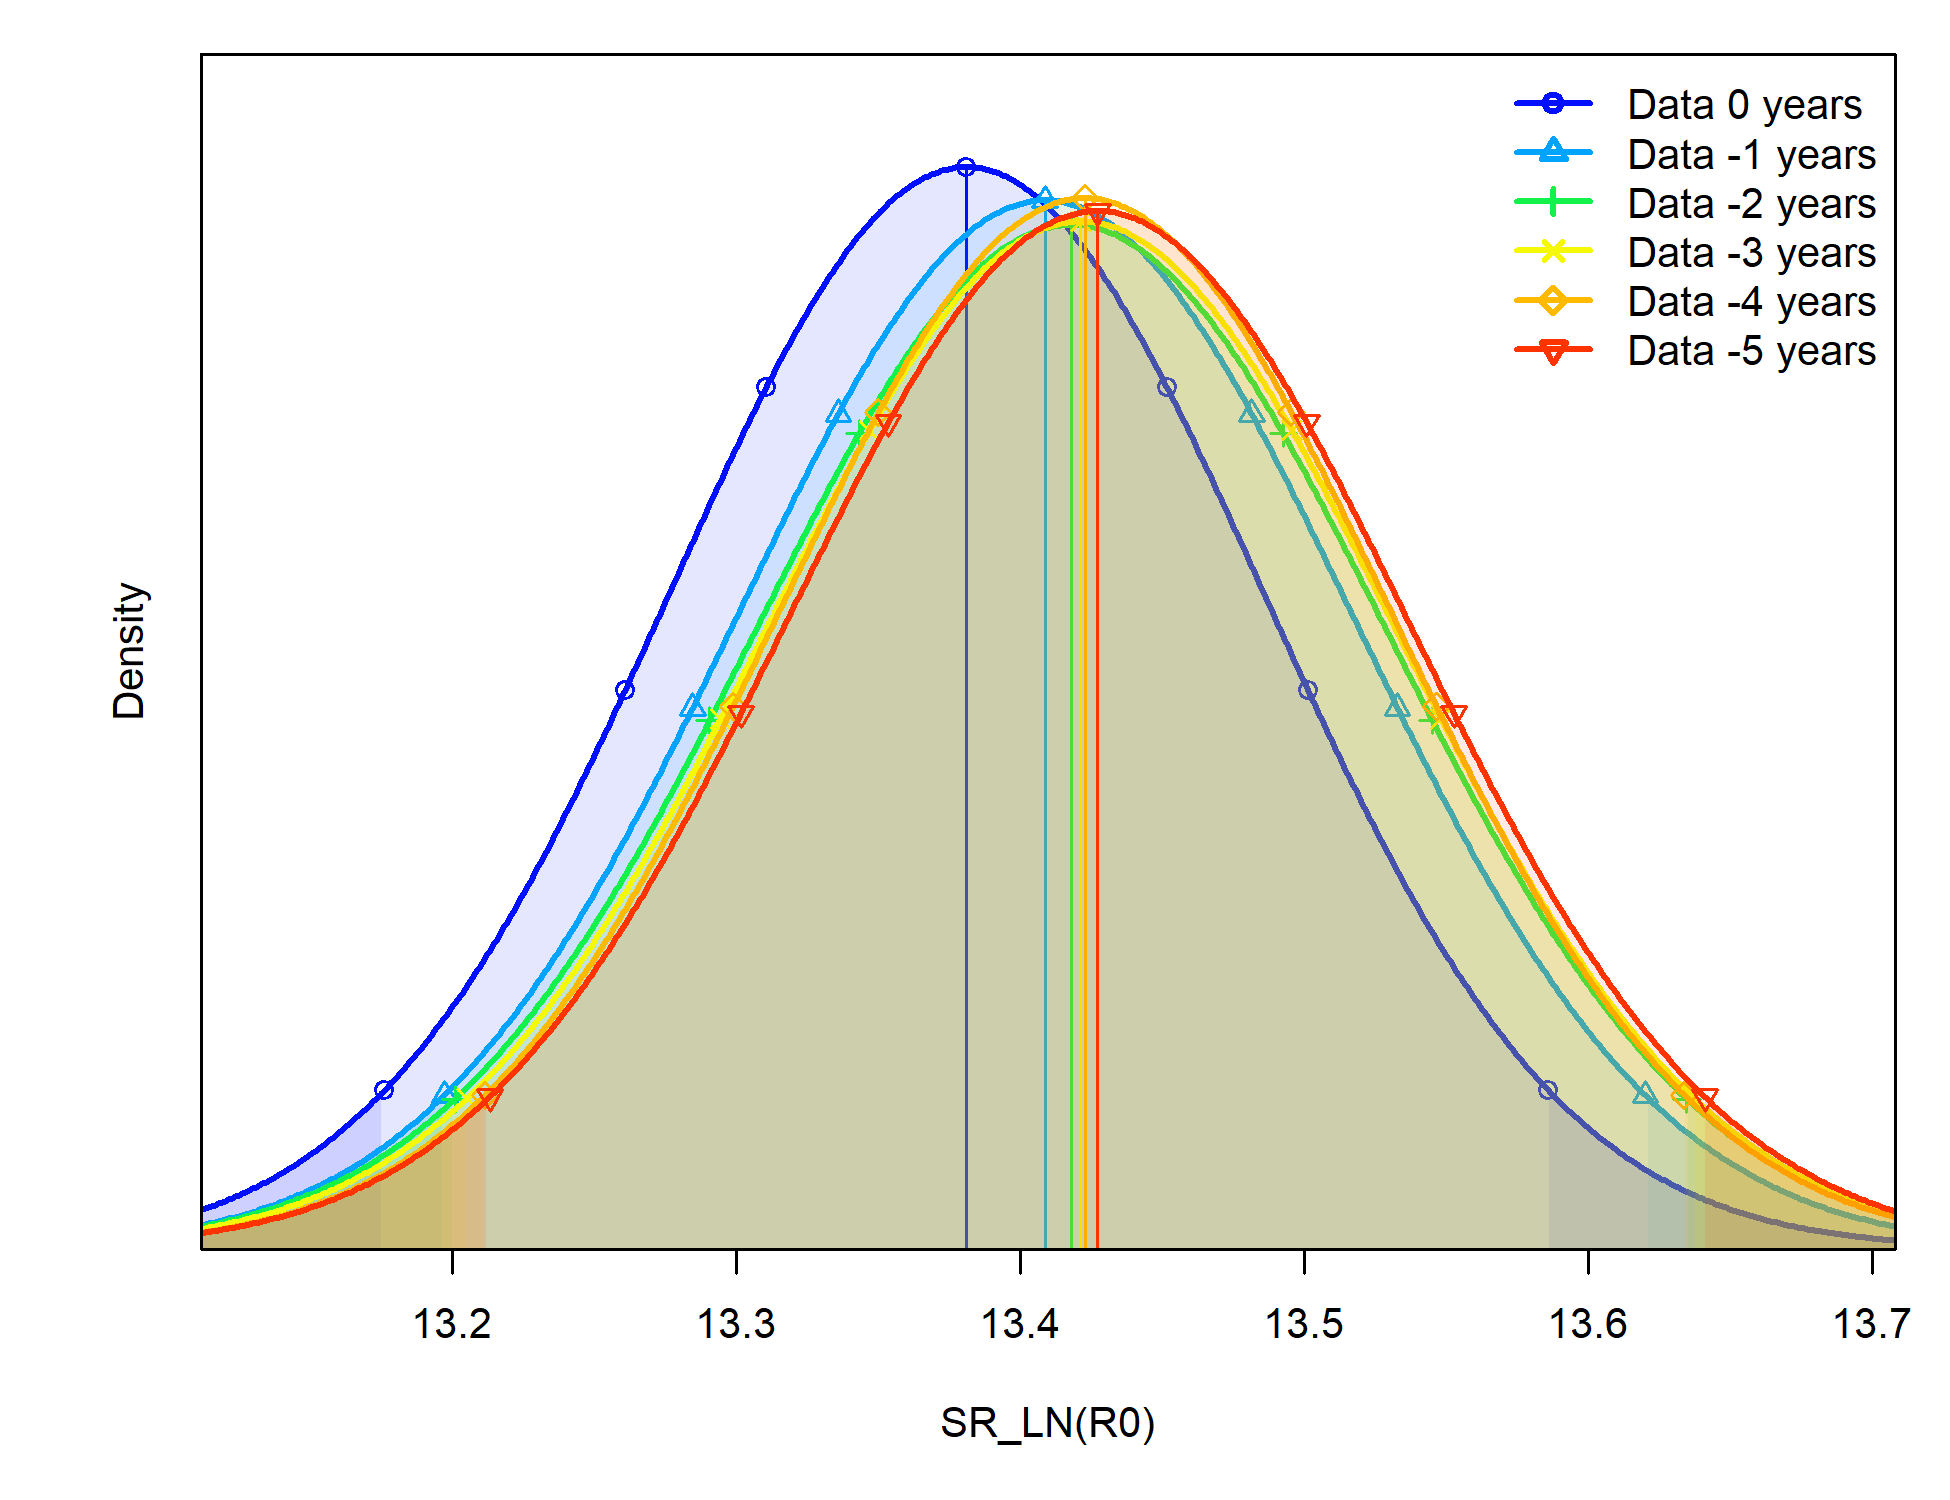 Data 0 years
Data -1 years
Data -2 years
Data -3 years
Data -4 years
Data -5 years
Density
13.2 13.3 13.4 13.5 13.6 13.7
SR_LN(R0)